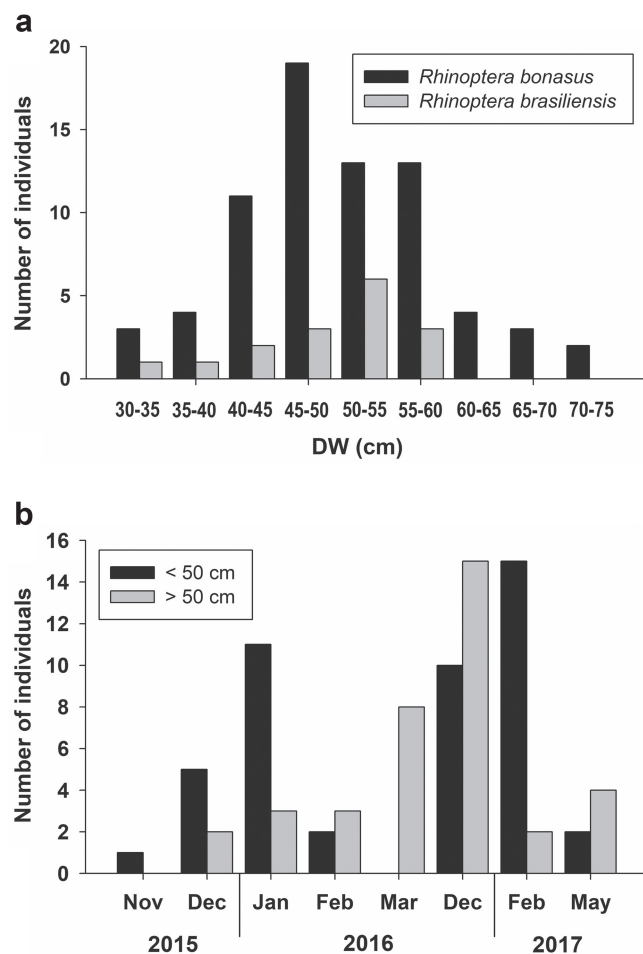 a
20
15
10
5
0
Number of individuals
Rhinoptera bonasus
Rhinoptera brasiliensis
30-35 35-40 40-45 45-50 50-55 55-60 60-65 65-70 70-75
DW (cm)
b
16
14
12
10
8
6
4
2
0
Number of individuals
< 50 cm
> 50 cm
Nov Dec Jan Feb Mar Dec Feb May
2015 2016 2017